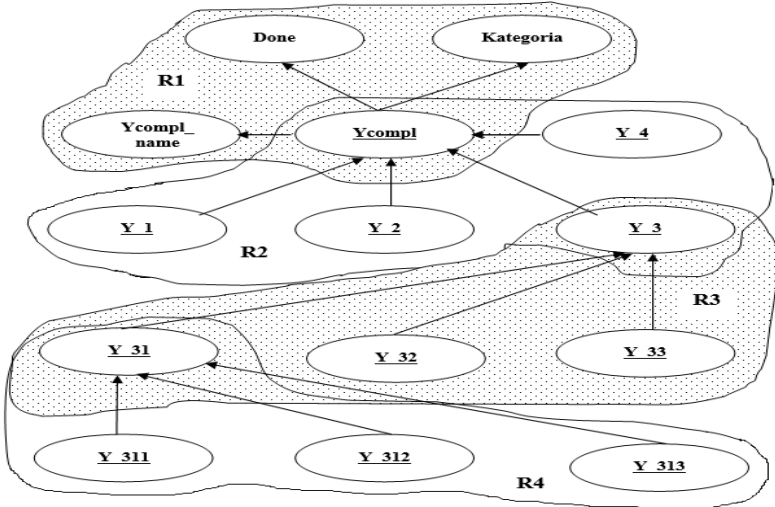 Done
Kategoria
R1
Ycompl_
name
Ycompl
Y_4
Y_1
Y_2
Y_3
R2
R3
Y_31
Y_32
Y_33
Y_311
Y_312
Y_313
R4